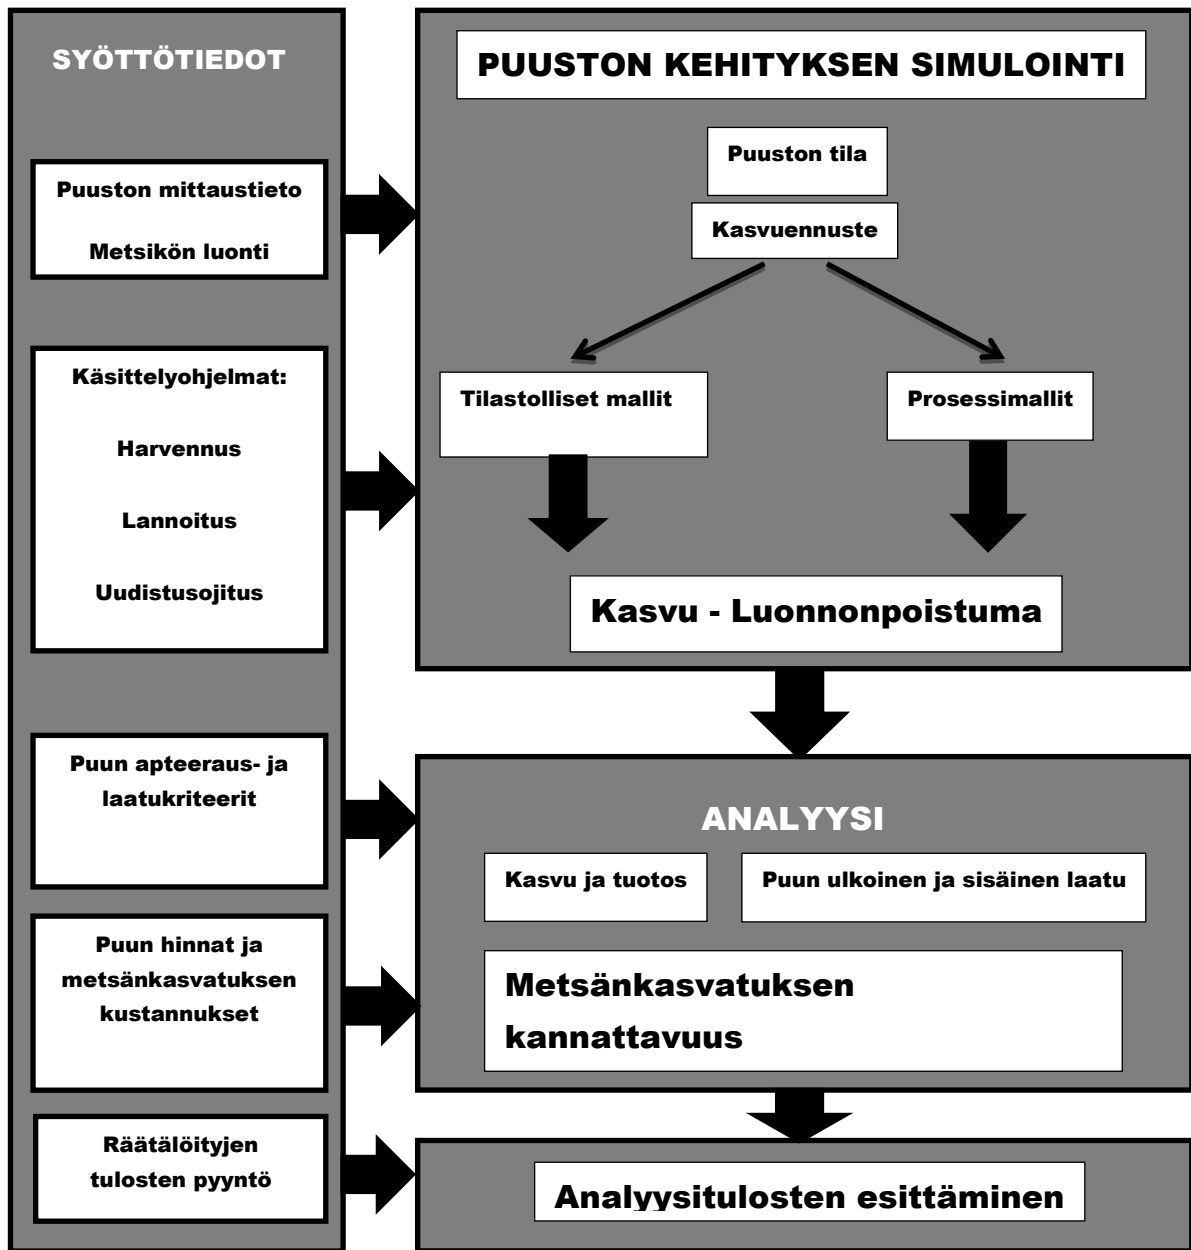 SYÖTTÖTIEDOT
Puuston mittaustieto
Metsikön luonti
Käsittelyohjelmat:
Harvennus
Lannoitus
Uudistusojitus
Puun apteeraus- ja
laatukriteerit
Puun hinnat ja
metsänkasvatuksen
kustannukset
Räätälöityjen
tulosten pyyntö
PUUSTON KEHITYKSEN SIMULOINTI
Puuston tila
Kasvuennuste
Tilastolliset mallit
Prosessimallit
Kasvu - Luonnonpoistuma
ANALYYSI
Kasvu ja tuotos
Puun ulkoinen ja sisäinen laatu
Metsänkasvatuksen
kannattavuus
Analyysitulosten esittäminen